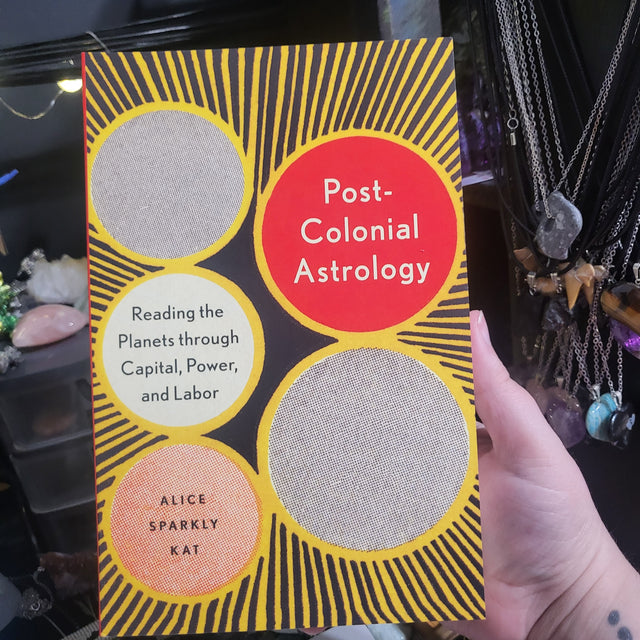 Post-
Colonial
Astrology
Reading the
Planets through
Capital, Power,
and Labor
ALICE
SPARKLY
KAT